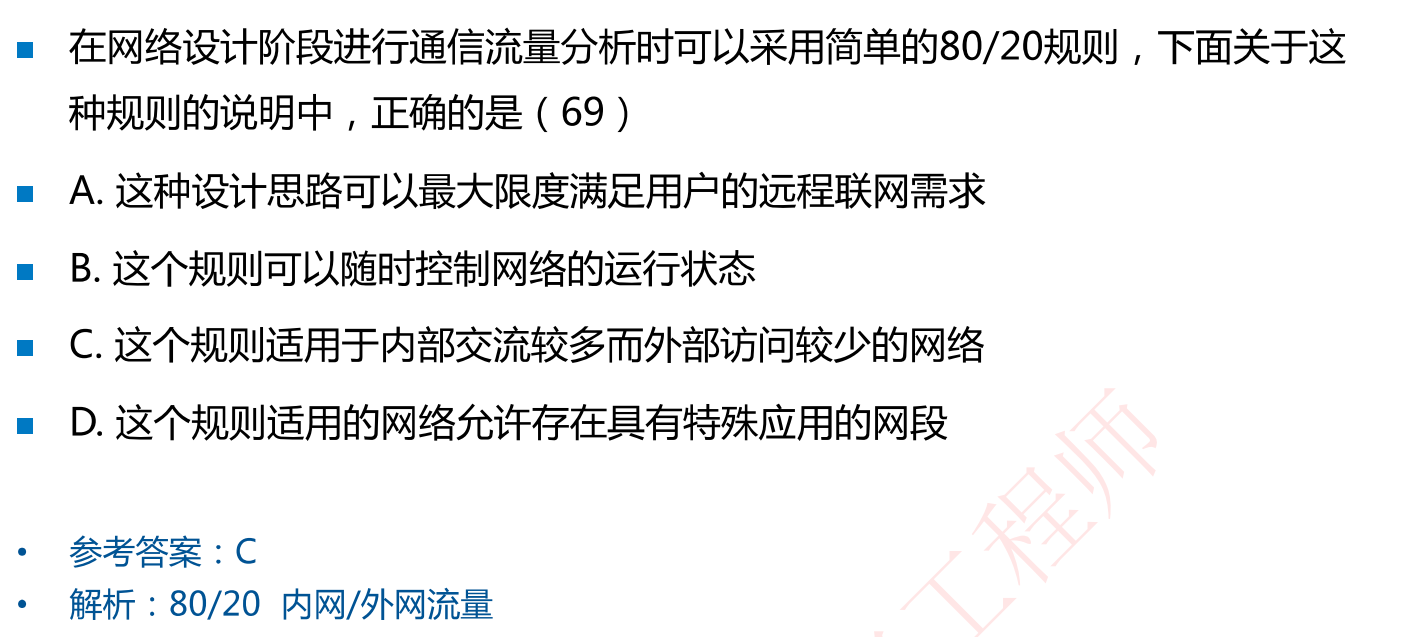 在网络设计阶段进行通信流量分析时可以采用简单的80/20规则，下面关于这
种规则的说明中，正确的是（69）
A. 这种设计思路可以最大限度满足用户的远程联网需求
B. 这个规则可以随时控制网络的运行状态
C. 这个规则适用于内部交流较多而外部访问较少的网络
D. 这个规则适用的网络允许存在具有特殊应用的网段
参考答案：C
解析：80/20 内网/外网流量
工程师